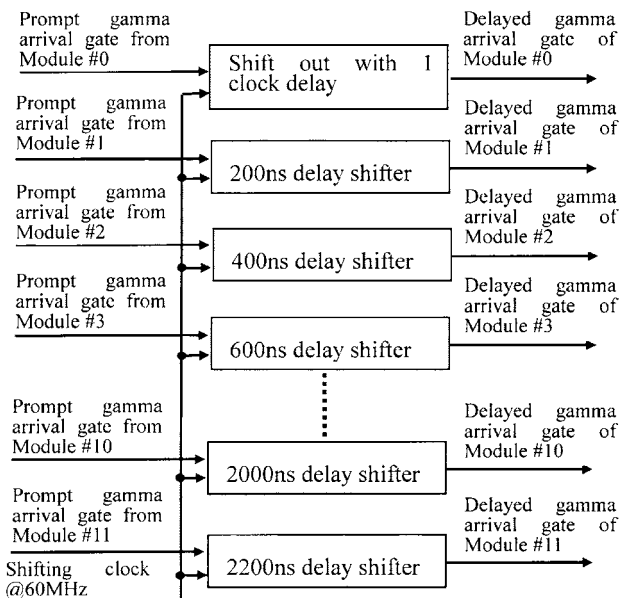 Prompt gamma
arrival gate from
Module #0
Shift out with 1
clock delay
Delayed gamma
arrival gate of
Module #0
Prompt gamma
arrival gate from
Module #1
200ns delay shifter
Delayed gamma
arrival gate of
Module #1
Prompt gamma
arrival gate from
Module #2
400ns delay shifter
Delayed gamma
arrival gate of
Module #2
Prompt gamma
arrival gate from
Module #3
600ns delay shifter
Delayed gamma
arrival gate of
Module #3
Prompt gamma
arrival gate from
Module #10
2000ns delay shifter
Delayed gamma
arrival gate of
Module #10
Prompt gamma
arrival gate from
Module #11
2200ns delay shifter
Delayed gamma
arrival gate of
Module #11
Shifting clock
@60MHz